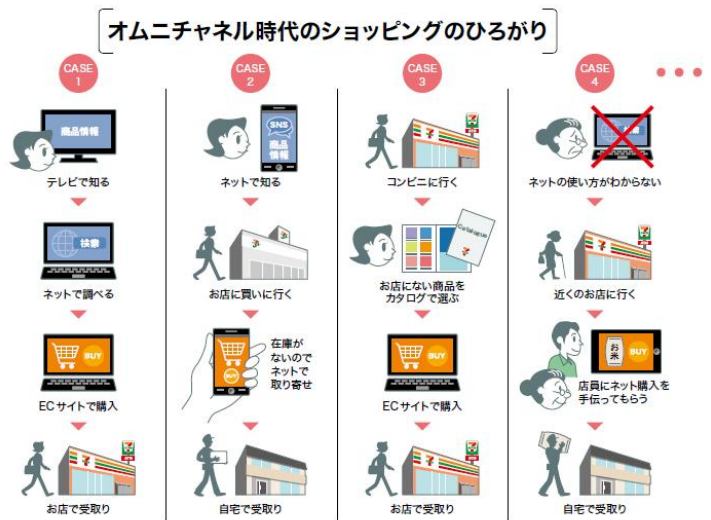 オムニチャネル時代のショッピングのひろがり
CASE
1
商品情報
テレビで知る
検索
ネットで調べる
BUY
ECサイトで購入
7
お店で受取り
CASE
2
SNS
商品
情報
ネットで知る
7
お店に買いに行く
BUY
在庫が
ないので
ネットで
取り寄せ
自宅で受取り
CASE
3
7
コンビニに行く
Catalogue
7
お店にない商品を
カタログで選ぶ
BUY
ECサイトで購入
7
お店で受取り
CASE
4
ネットの使い方がわからない
7
近くのお店に行く
お米
BUY
店員にネット購入を
手伝ってもらう
自宅で受取り